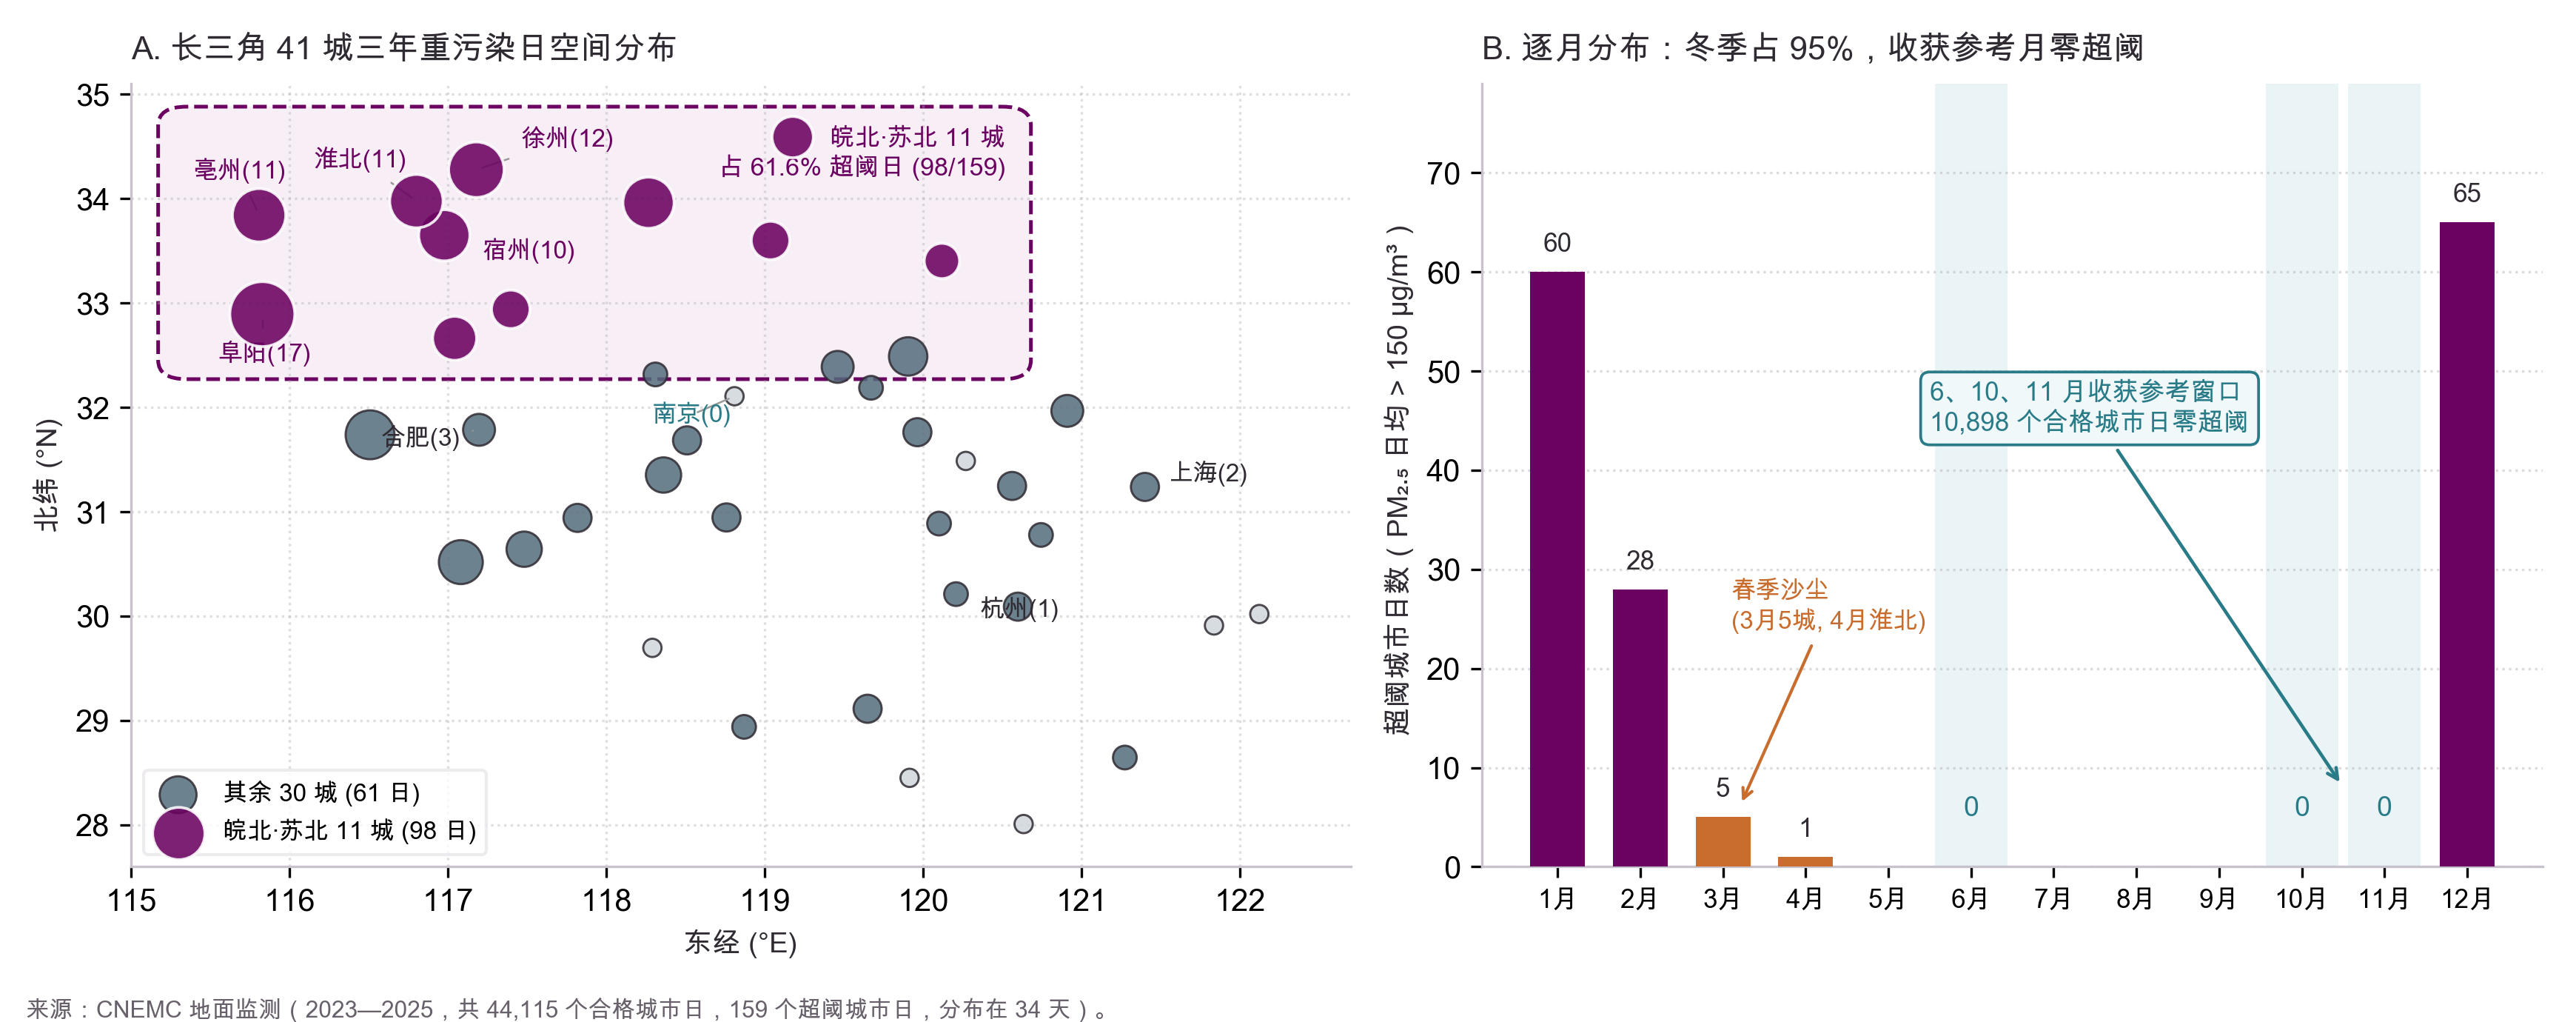 A. 长三角 41 城三年重污染日空间分布
35
34
33
32
31
30
29
28
北纬 (°N)
亳州(11)
淮北(11)
徐州(12)
皖北·苏北 11 城
占 61.6% 超阈日 (98/159)
宿州(10)
阜阳(17)
南京(0)
合肥(3)
上海(2)
杭州(1)
其余 30 城 (61 日)
皖北·苏北 11 城 (98 日)
115
116
117
118
119
120
121
122
东经 (°E)
B. 逐月分布：冬季占 95%，收获参考月零超阈
70
60
50
40
30
20
10
0
超阈城市日数（PM₂.₅ 日均 > 150 μg/m³）
60
28
5
1
0
0
0
65
6、10、11 月收获参考窗口
10,898 个合格城市日零超阈
春季沙尘
(3月5城, 4月淮北)
1月
2月
3月
4月
5月
6月
7月
8月
9月
10月
11月
12月
来源：CNEMC 地面监测（2023—2025，共 44,115 个合格城市日，159 个超阈城市日，分布在 34 天）。